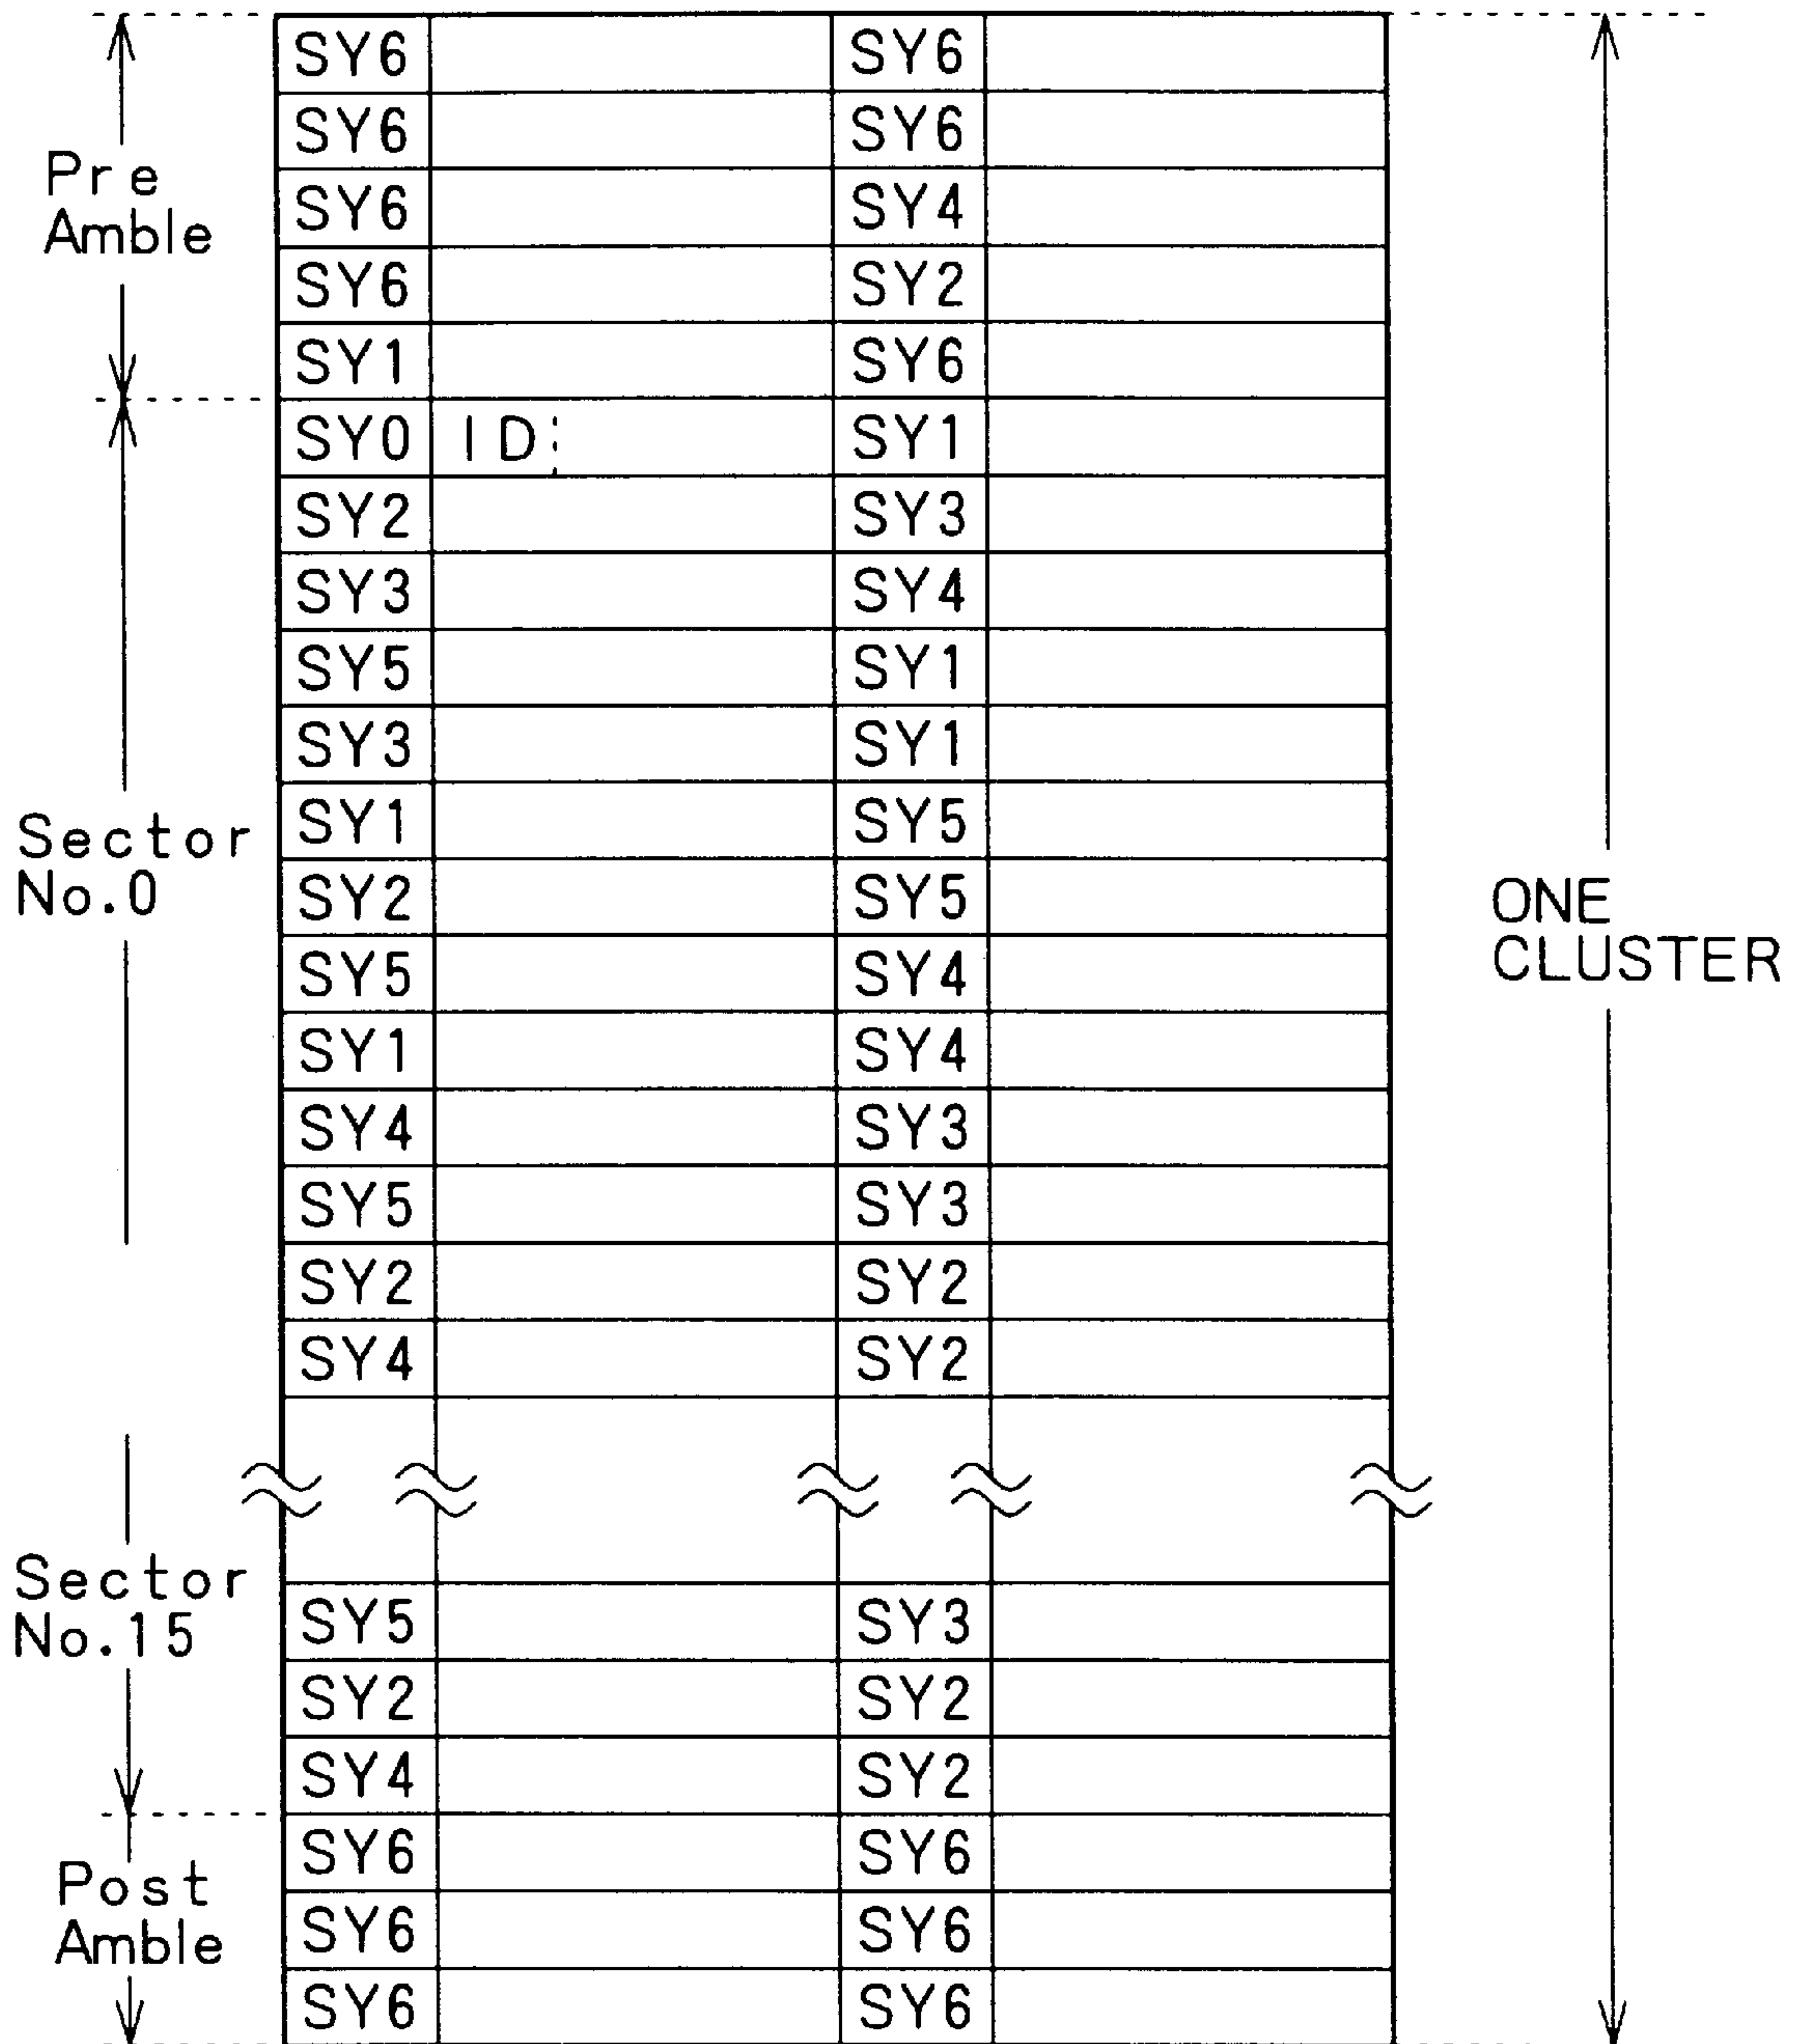 Pre
Amble
SY6 SY6
SY6 SY6
SY6 SY4
SY6 SY2
SY1 SY6
Sector
No.0
SY0 ID SY1
SY2 SY3
SY3 SY4
SY5 SY1
SY3 SY1
SY1 SY5
SY2 SY5
SY5 SY4
SY1 SY4
SY4 SY3
SY5 SY3
SY2 SY2
SY4 SY2
Sector
No.15
SY5 SY3
SY2 SY2
SY4 SY2
Post
Amble
SY6 SY6
SY6 SY6
SY6 SY6
ONE
CLUSTER